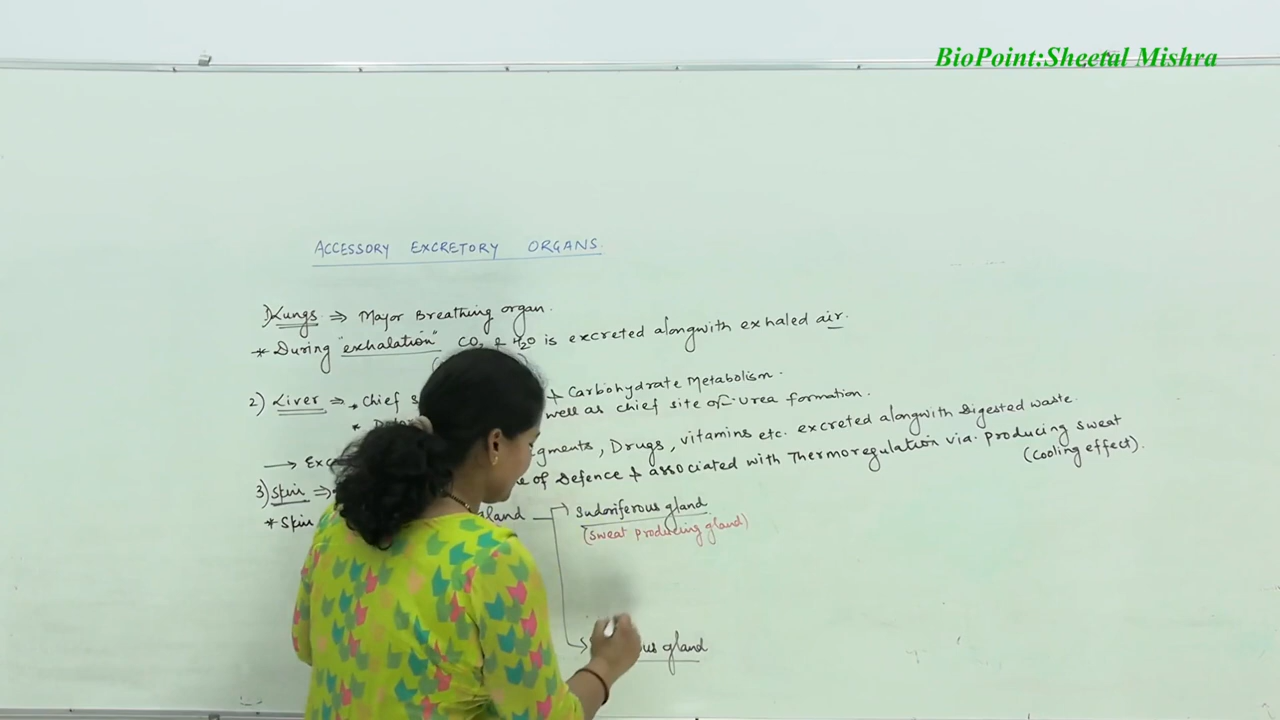 BioPoint:Sheetal Mishra
ACCESSORY EXCRETORY ORGANS.
1) Lungs ⇒ Major Breathing organ.
* During "exhalation" CO2 & H2O is excreted alongwith exhaled air.
2) Liver ⇒ * Chief & Carbohydrate Metabolism.
* well as chief site of Urea formation.
→ Drugs, vitamins etc. excreted alongwith Digested waste.
3) Skin ⇒ of Defence & associated with Thermoregulation via. producing sweat
(cooling effect).
* Skin gland sudoriferous gland
(sweat producing gland)
gland